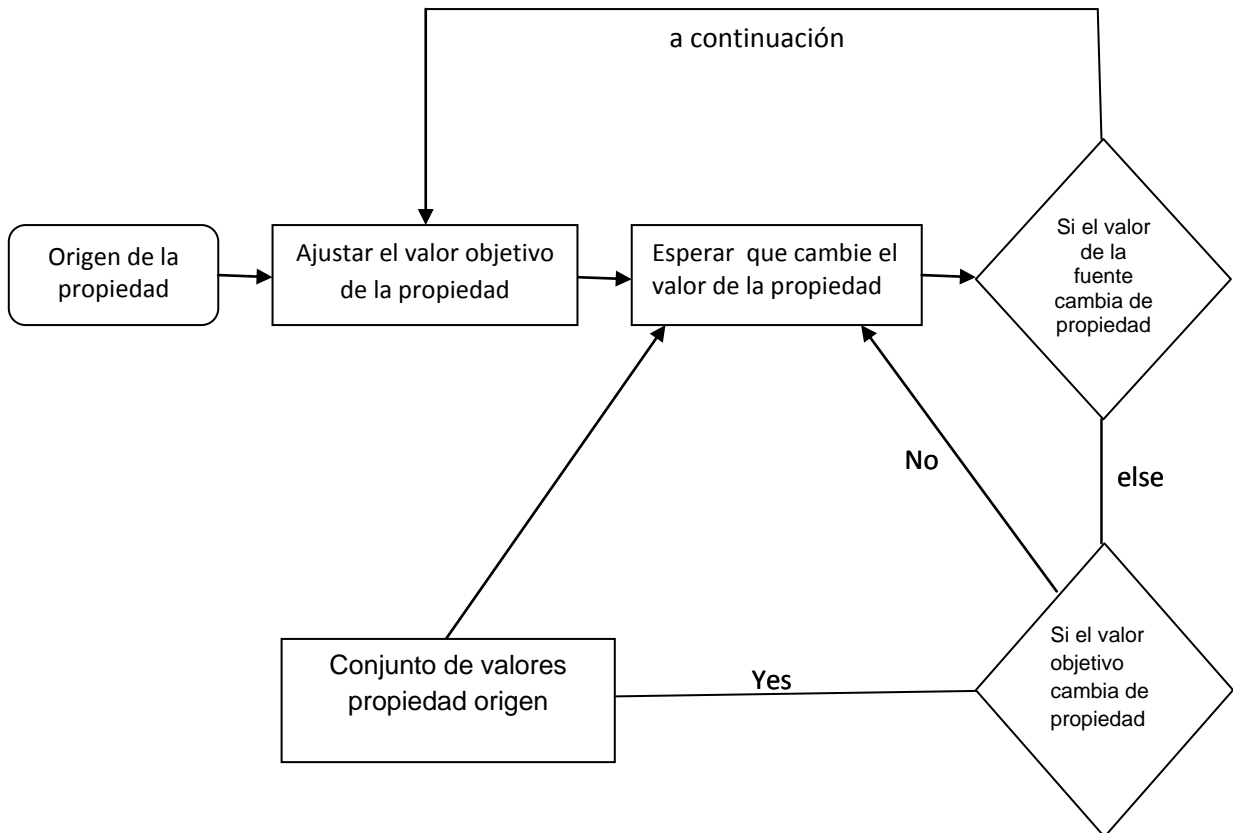 a continuación
Origen de la
propiedad
Ajustar el valor objetivo
de la propiedad
Esperar que cambie el
valor de la propiedad
Si el valor
de la
fuente
cambia de
propiedad
No
else
Conjunto de valores
propiedad origen
Yes
Si el valor
objetivo
cambia de
propiedad